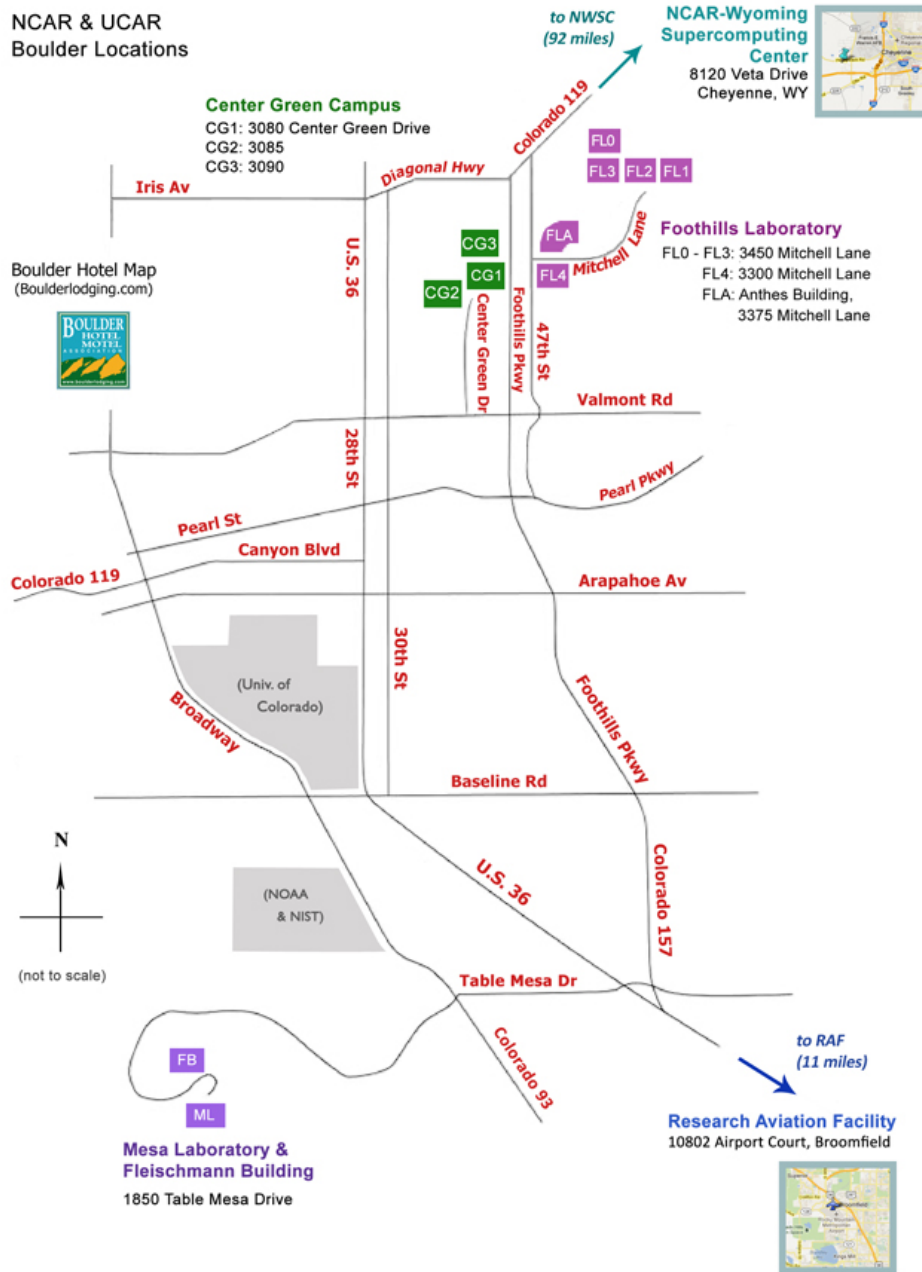 NCAR & UCAR
Boulder Locations
to NWSC
(92 miles)
NCAR-Wyoming
Supercomputing
Center
8120 Veta Drive
Cheyenne, WY
Cheyenne
Center Green Campus
CG1: 3080 Center Green Drive
CG2: 3085
CG3: 3090
Colorado 119
Diagonal Hwy
Iris Av
FL0
FL3
FL2
FL1
Mitchell Lane
Foothills Laboratory
FL0 - FL3: 3450 Mitchell Lane
FL4: 3300 Mitchell Lane
FLA: Anthes Building,
3375 Mitchell Lane
FLA
FL4
CG3
CG1
CG2
U.S. 36
Center Green Dr
Foothills Pkwy
47th St
Boulder Hotel Map
(Boulderlodging.com)
BOULDER
HOTEL
MOTEL
ASSOCIATION
www.boulderlodging.com
Valmont Rd
28th St
Pearl St
Pearl Pkwy
Canyon Blvd
Colorado 119
Arapahoe Av
30th St
(Univ. of
Colorado)
Broadway
Foothills Pkwy
Baseline Rd
N
(not to scale)
(NOAA
& NIST)
U.S. 36
Colorado 157
Table Mesa Dr
Colorado 93
FB
ML
Mesa Laboratory &
Fleischmann Building
1850 Table Mesa Drive
to RAF
(11 miles)
Research Aviation Facility
10802 Airport Court, Broomfield
Superior
Broomfield